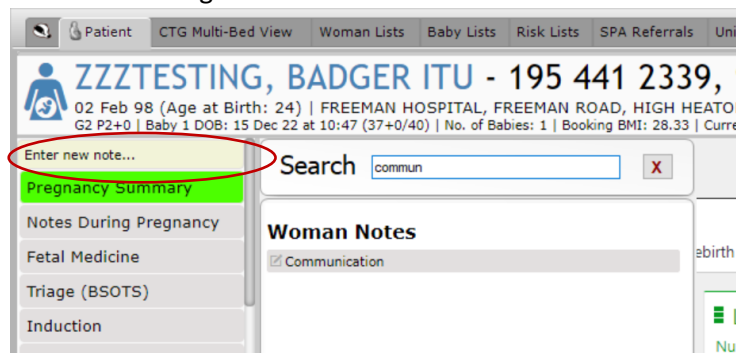 Patient CTG Multi-Bed View Woman Lists Baby Lists Risk Lists SPA Referrals Uni
ZZZTESTING, BADGER ITU - 195 441 2339,
02 Feb 98 (Age at Birth: 24) | FREEMAN HOSPITAL, FREEMAN ROAD, HIGH HEATO
G2 P2+0 | Baby 1 DOB: 15 Dec 22 at 10:47 (37+0/40) | No. of Babies: 1 | Booking BMI: 28.33 | Curre
Enter new note...
Pregnancy Summary
Notes During Pregnancy
Fetal Medicine
Triage (BSOTS)
Induction
Search commun X
Woman Notes
Communication
ebirth
Nu